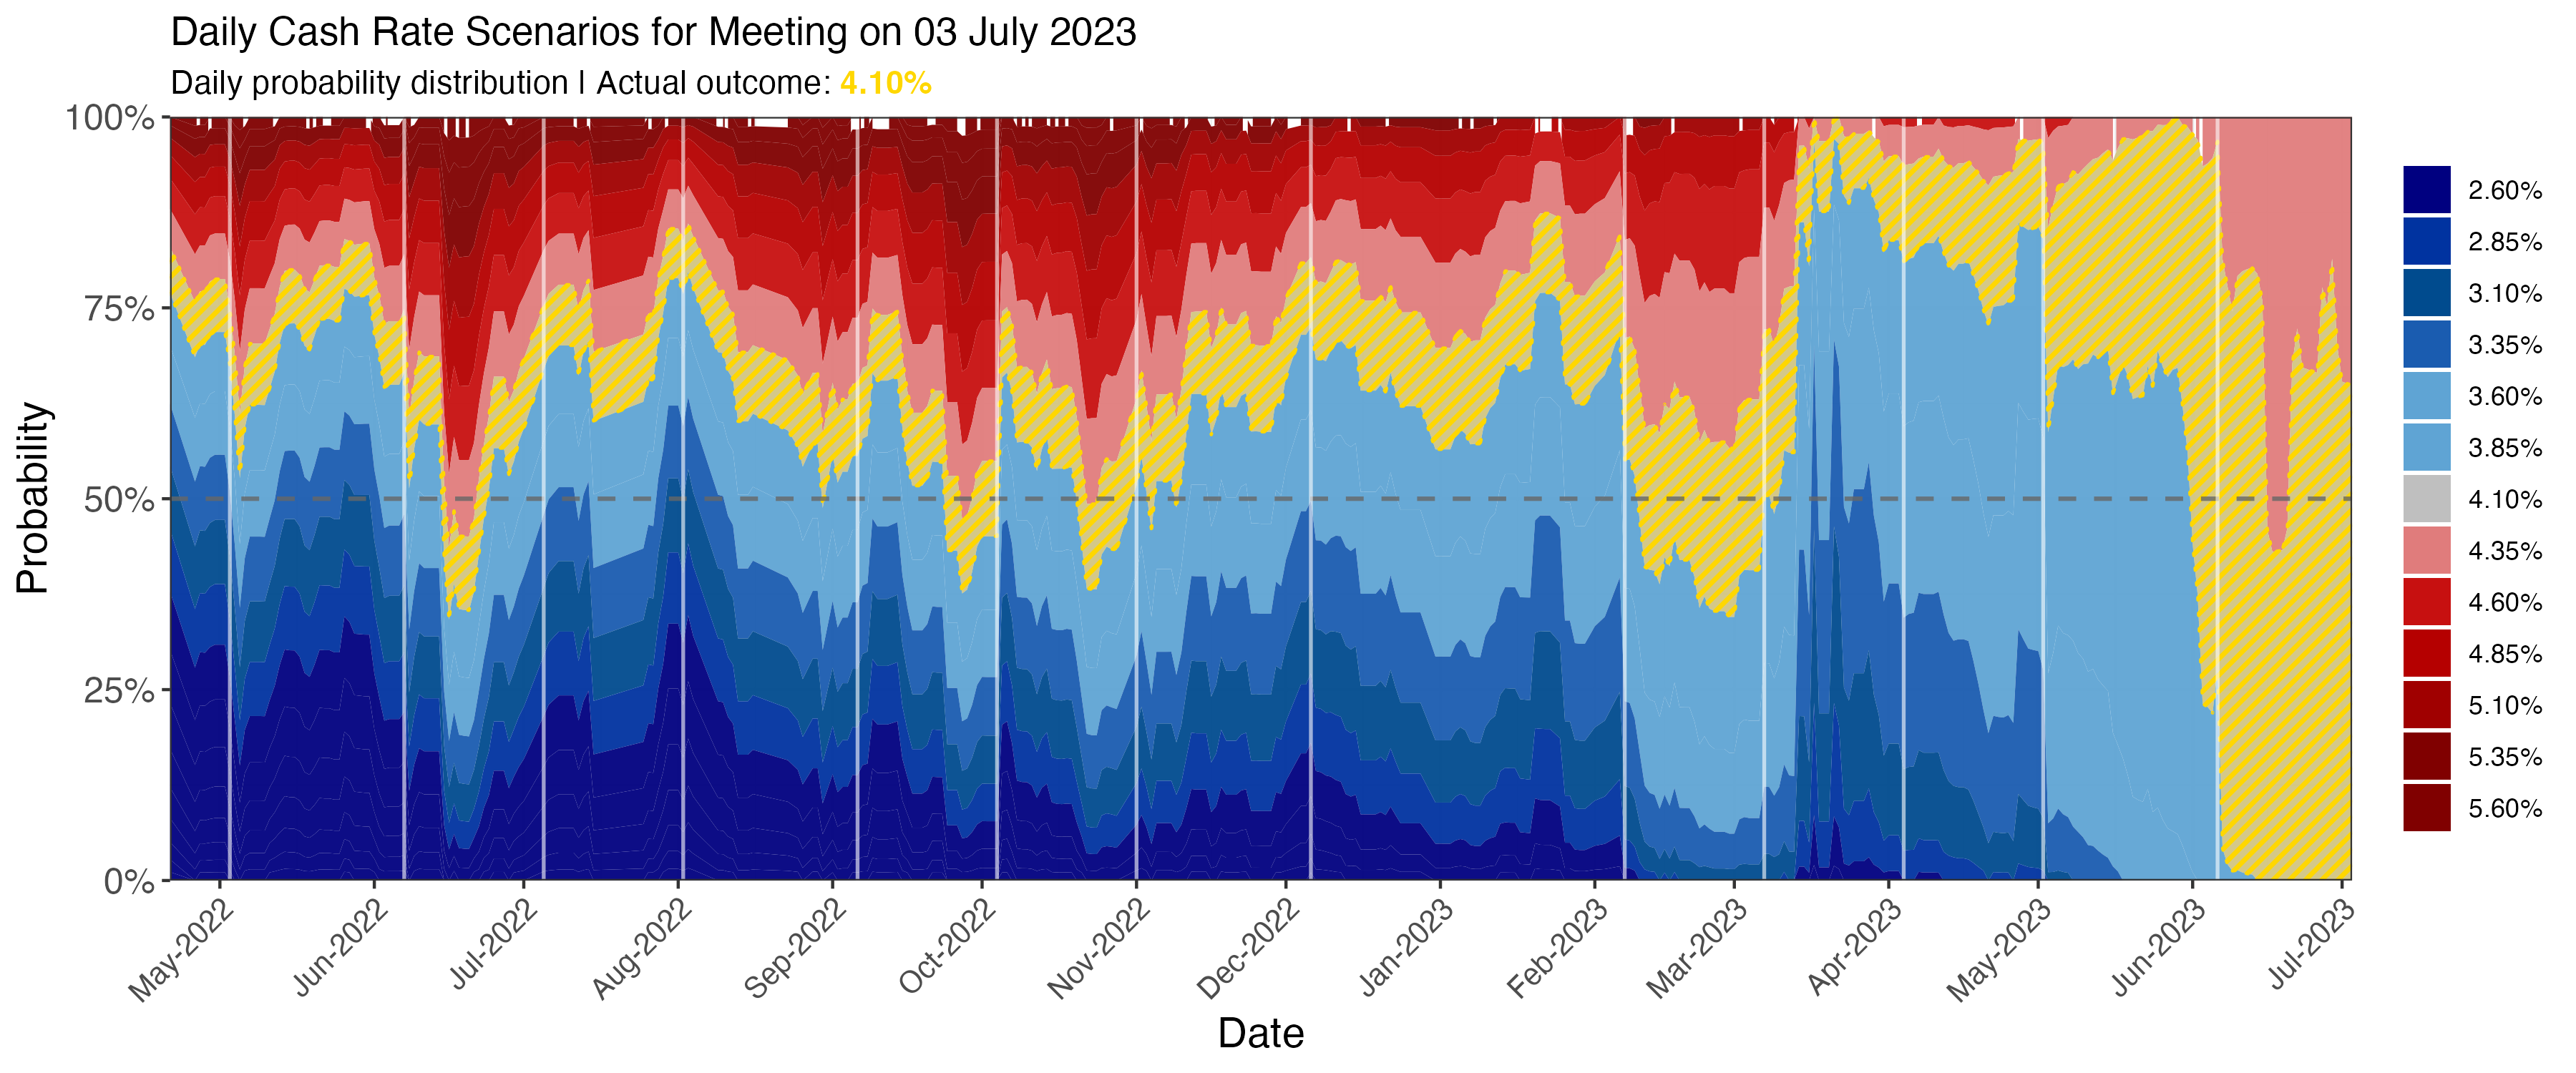 Daily Cash Rate Scenarios for Meeting on 03 July 2023
Daily probability distribution | Actual outcome: 4.10%
Probability
100%
75%
50%
25%
0%
May-2022
Jun-2022
Jul-2022
Aug-2022
Sep-2022
Oct-2022
Nov-2022
Dec-2022
Jan-2023
Feb-2023
Mar-2023
Apr-2023
May-2023
Jun-2023
Jul-2023
Date
2.60%
2.85%
3.10%
3.35%
3.60%
3.85%
4.10%
4.35%
4.60%
4.85%
5.10%
5.35%
5.60%